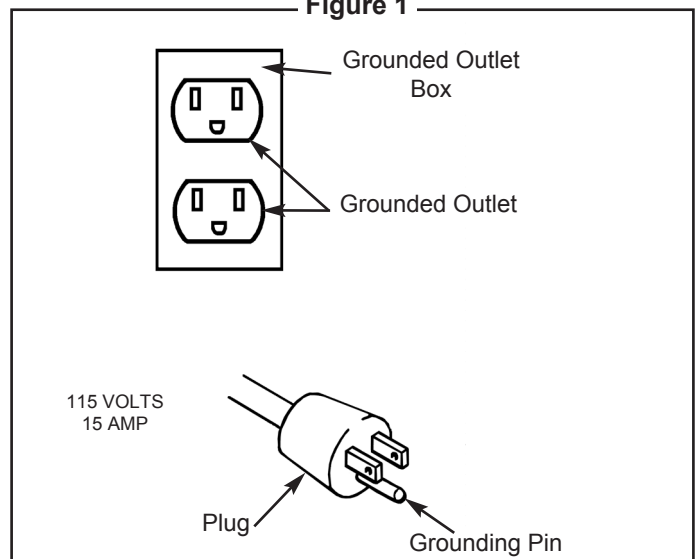 Figure 1
Grounded Outlet
Box
Grounded Outlet
115 VOLTS
15 AMP
Plug
Grounding Pin